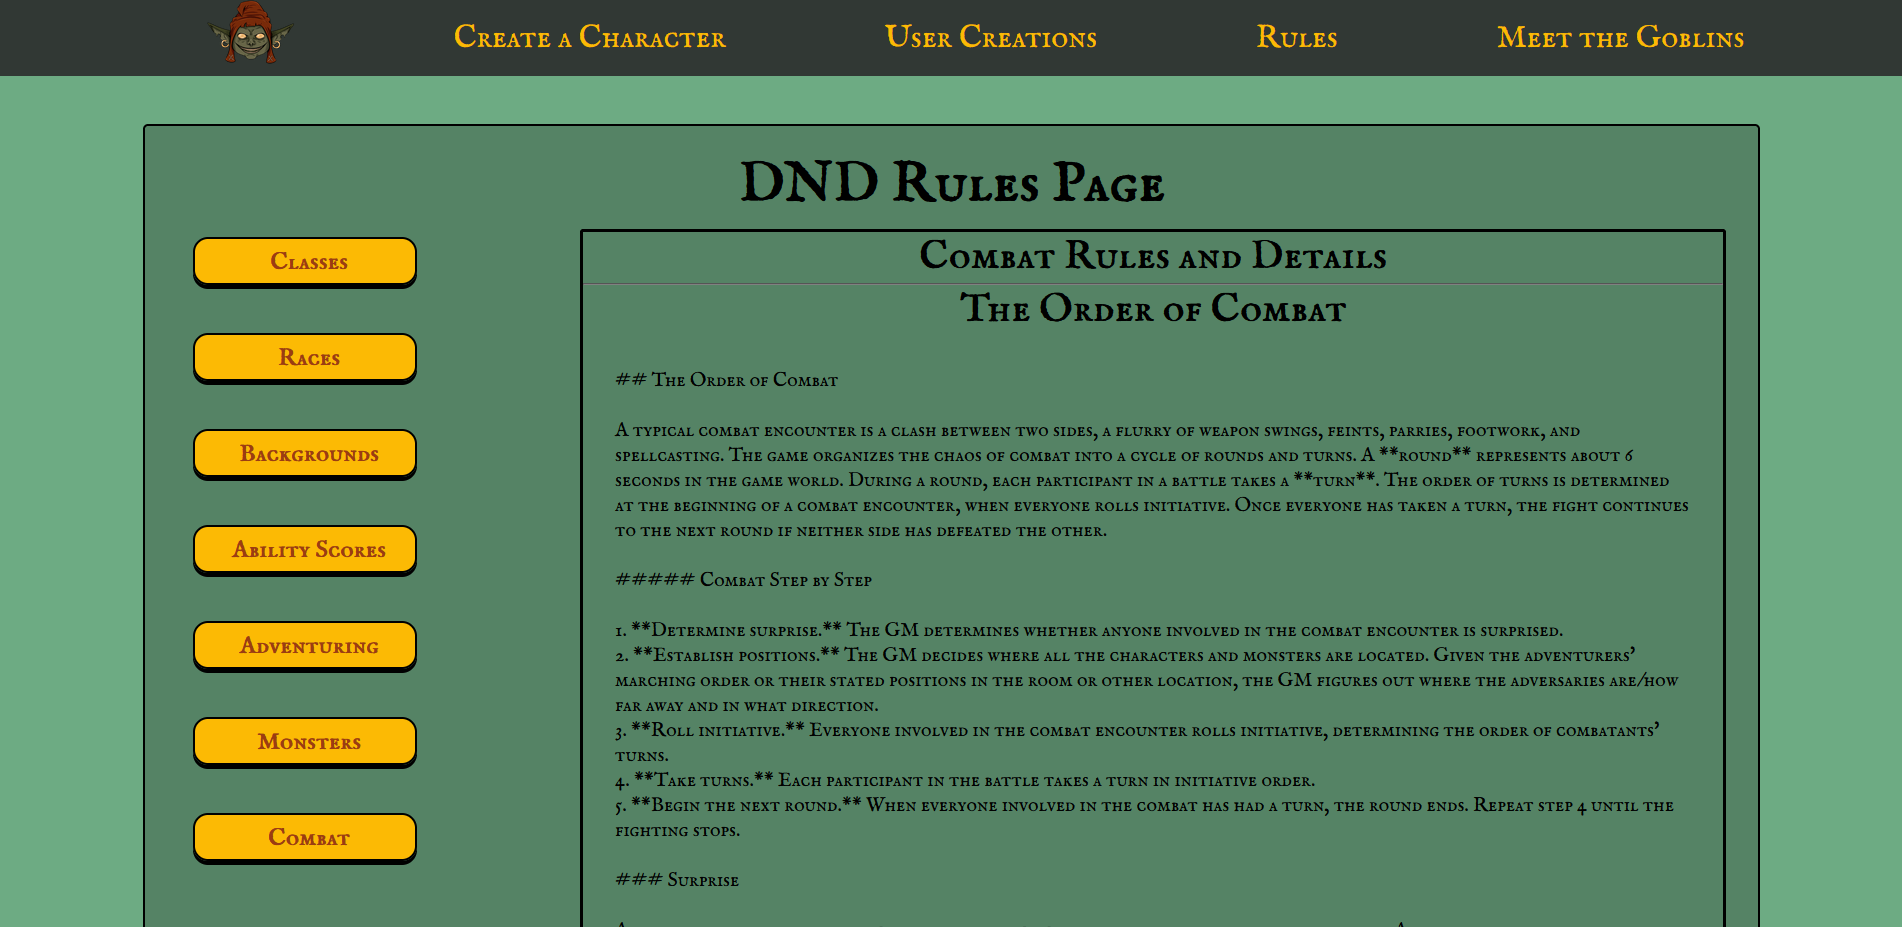 Create a Character
User Creations
Rules
Meet the Goblins
DND Rules Page
Classes
Races
Backgrounds
Ability Scores
Adventuring
Monsters
Combat
Combat Rules and Details
The Order of Combat
## The Order of Combat
A typical combat encounter is a clash between two sides, a flurry of weapon swings, feints, parries, footwork, and
spellcasting. The game organizes the chaos of combat into a cycle of rounds and turns. A **round** represents about 6
seconds in the game world. During a round, each participant in a battle takes a **turn**. The order of turns is determined
at the beginning of a combat encounter, when everyone rolls initiative. Once everyone has taken a turn, the fight continues
to the next round if neither side has defeated the other.
##### Combat Step by Step
1. **Determine surprise.** The GM determines whether anyone involved in the combat encounter is surprised.
2. **Establish positions.** The GM decides where all the characters and monsters are located. Given the adventurers'
marching order or their stated positions in the room or other location, the GM figures out where the adversaries are/how
far away and in what direction.
3. **Roll initiative.** Everyone involved in the combat encounter rolls initiative, determining the order of combatants'
turns.
4. **Take turns.** Each participant in the battle takes a turn in initiative order.
5. **Begin the next round.** When everyone involved in the combat has had a turn, the round ends. Repeat step 4 until the
fighting stops.
### Surprise